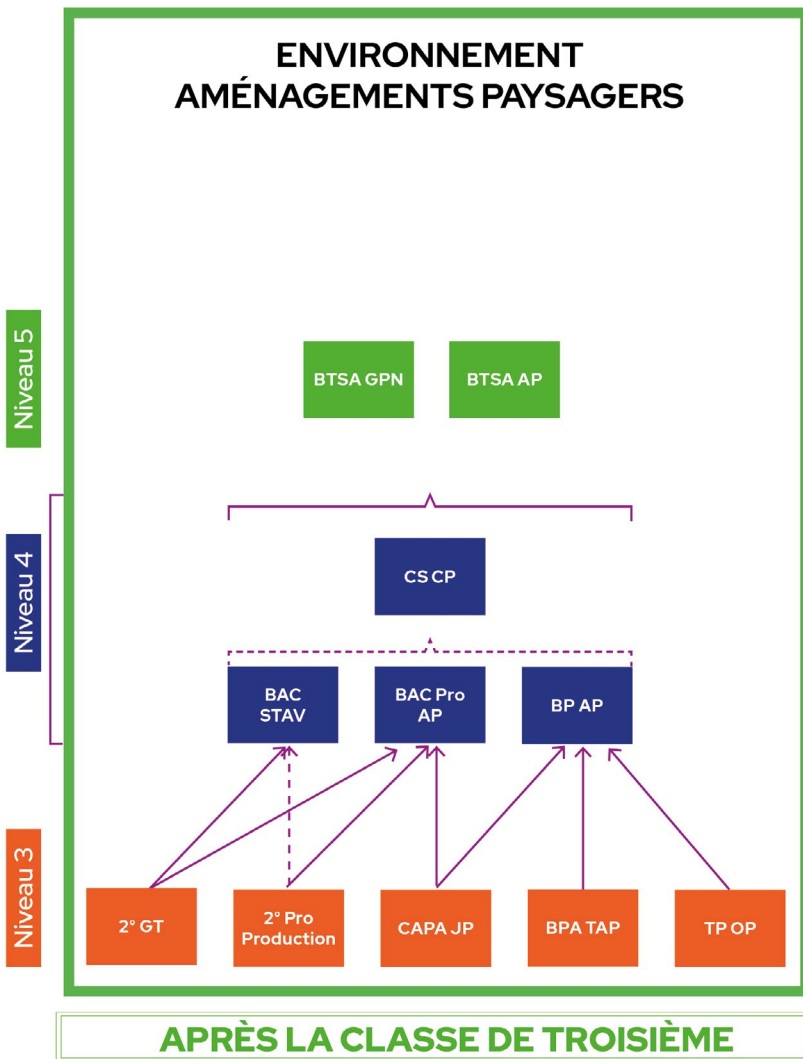 ENVIRONNEMENT
AMÉNAGEMENTS PAYSAGERS
Niveau 5
BTSA GPN
BTSA AP
Niveau 4
CS CP
BAC
STAV
BAC Pro
AP
BP AP
Niveau 3
2° GT
2° Pro
Production
CAPA JP
BPA TAP
TP OP
APRÈS LA CLASSE DE TROISIÈME